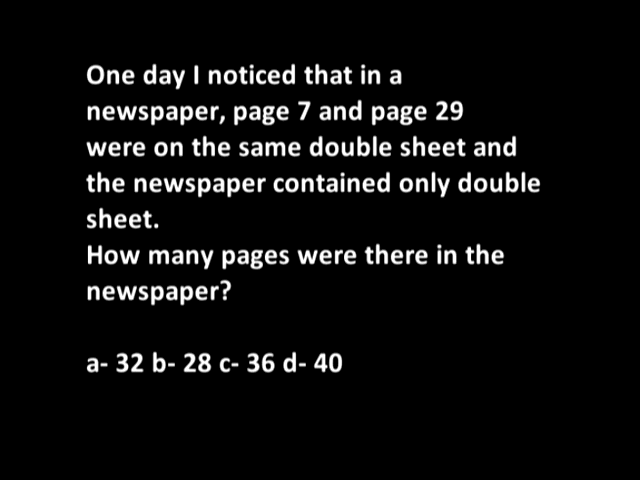 One day I noticed that in a
newspaper, page 7 and page 29
were on the same double sheet and
the newspaper contained only double
sheet.
How many pages were there in the
newspaper?
a- 32 b- 28 c- 36 d- 40